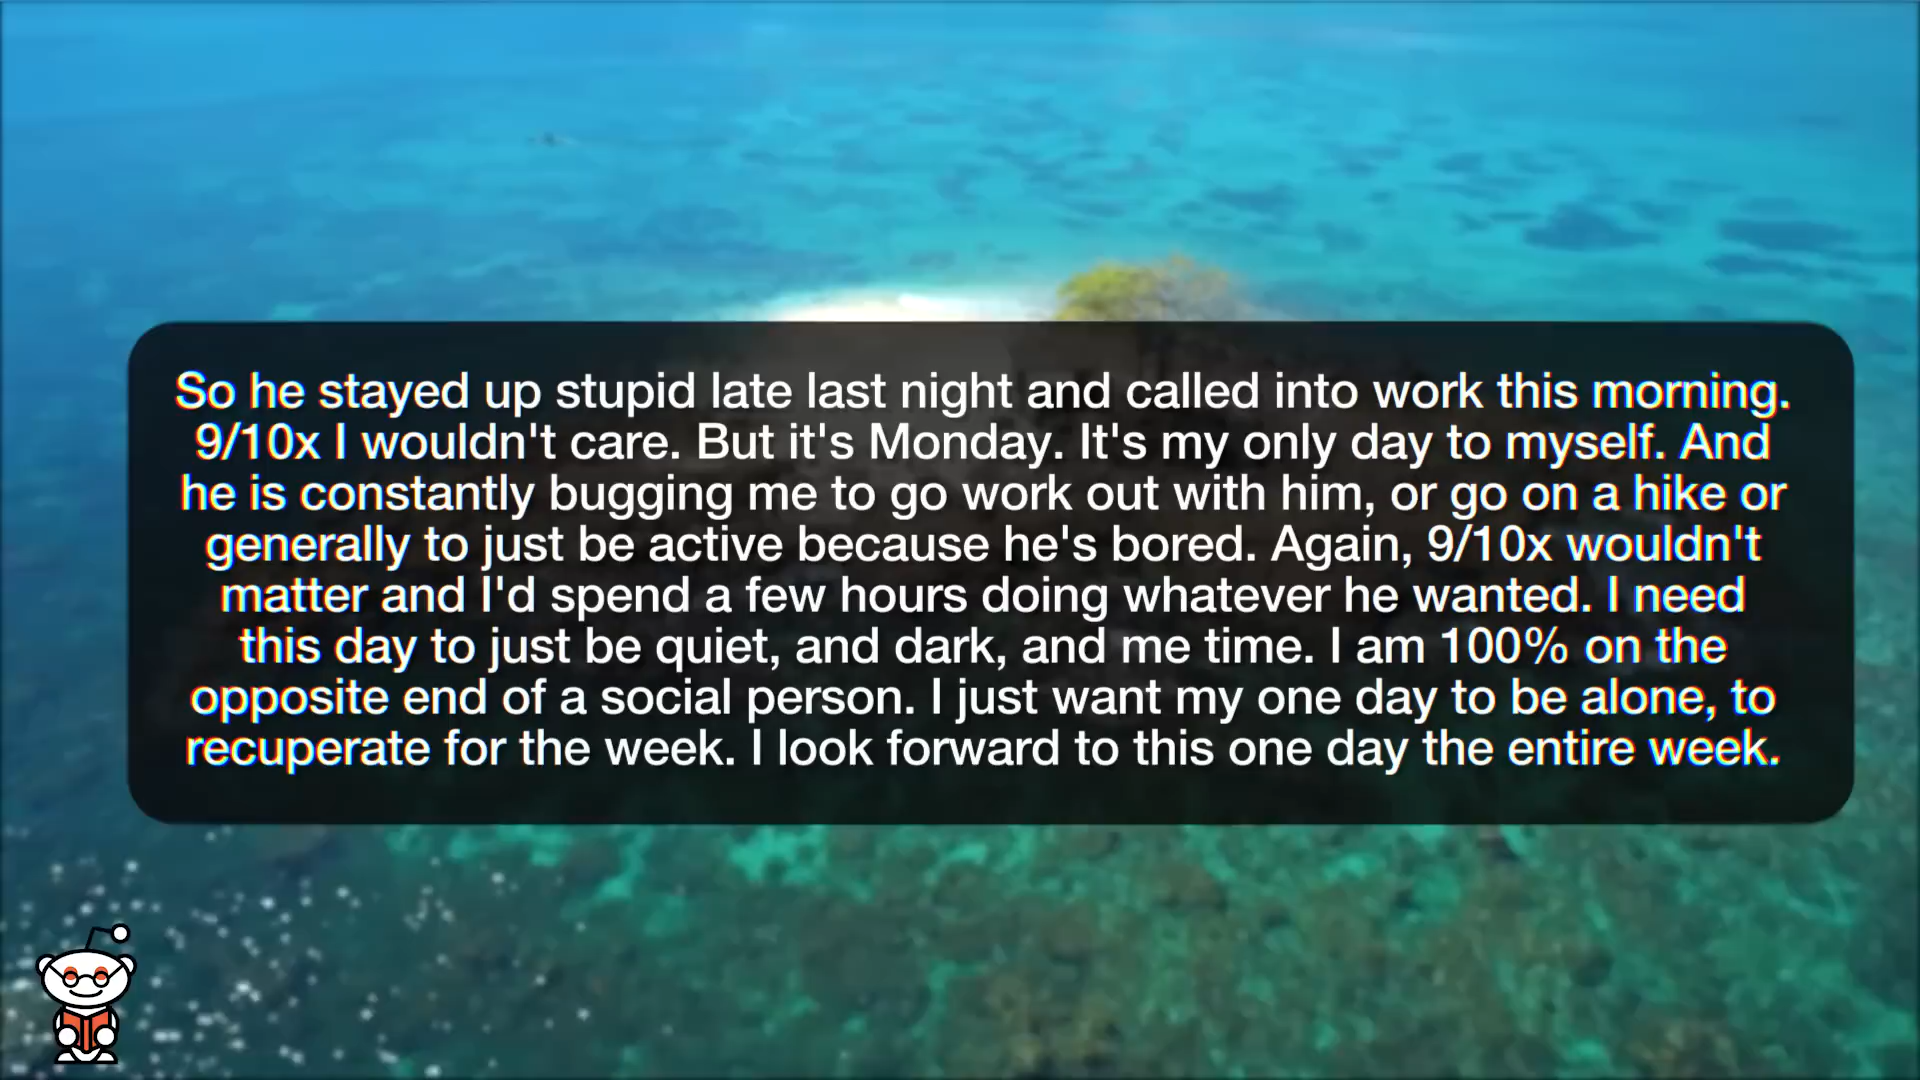 So he stayed up stupid late last night and called into work this morning.
9/10x I wouldn't care. But it's Monday. It's my only day to myself. And
he is constantly bugging me to go work out with him, or go on a hike or
generally to just be active because he's bored. Again, 9/10x wouldn't
matter and I'd spend a few hours doing whatever he wanted. I need
this day to just be quiet, and dark, and me time. I am 100% on the
opposite end of a social person. I just want my one day to be alone, to
recuperate for the week. I look forward to this one day the entire week.